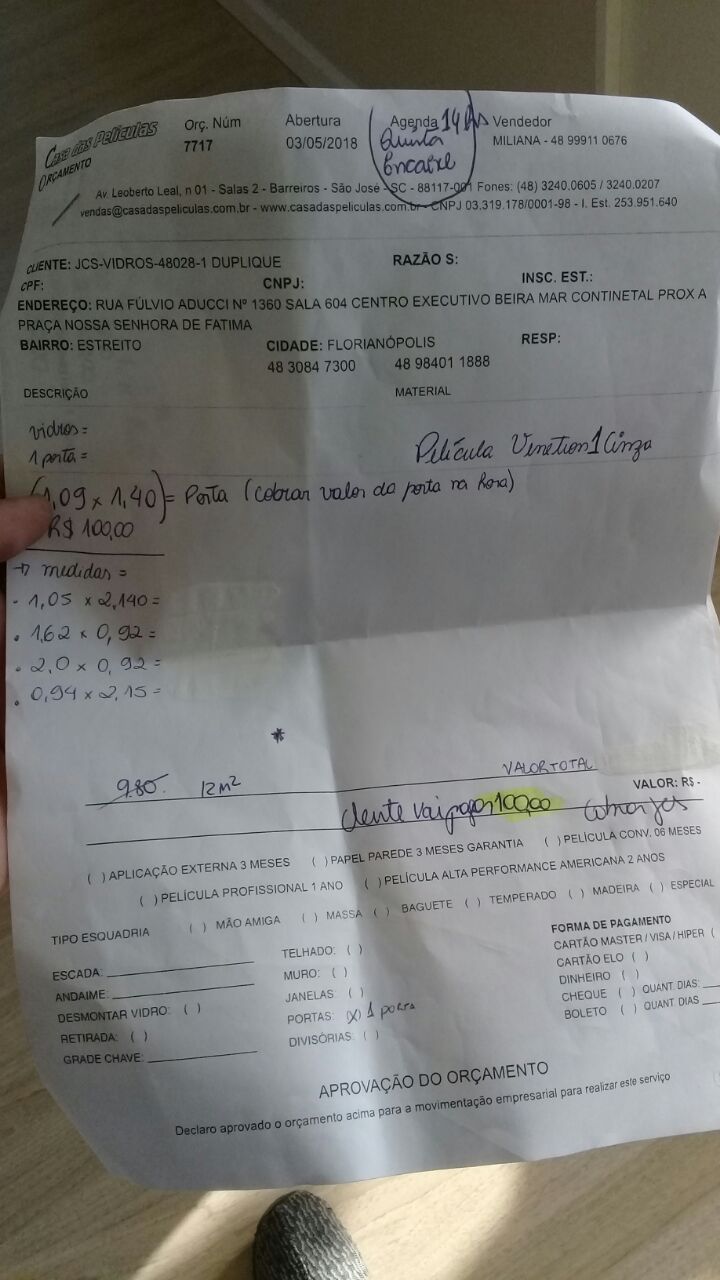 Casa das Películas
ORÇAMENTO
Orç. Núm
7717
Abertura
03/05/2018
Agenda 14hs
Quinta
Encaixe
Vendedor
MILIANA - 48 99911 0676
Av. Leoberto Leal, n 01 - Salas 2 - Barreiros - São José - SC - 88117-001 Fones: (48) 3240.0605 / 3240.0207
vendas@casadaspeliculas.com.br - www.casadaspeliculas.com.br - CNPJ 03.319.178/0001-98 - I. Est. 253.951.640
CLIENTE: JCS-VIDROS-48028-1 DUPLIQUE
RAZÃO S:
CPF:
CNPJ:
INSC. EST.:
ENDEREÇO: RUA FÚLVIO ADUCCI Nº 1360 SALA 604 CENTRO EXECUTIVO BEIRA MAR CONTINETAL PROX A
PRAÇA NOSSA SENHORA DE FATIMA
BAIRRO: ESTREITO
CIDADE: FLORIANÓPOLIS
RESP:
48 3084 7300
48 98401 1888
DESCRIÇÃO
MATERIAL
vidros =
1 porta =
Película Venetion 1 Cinza
(1,09 x 1,40) = Porta (cobrar valor da porta na hora)
R$ 100,00
medidas =
1,05 x 2,140 =
1,62 x 0,92 =
2,0 x 0,92 =
0,94 x 2,15 =
*
980. 12m²
VALOR TOTAL
VALOR: R$ -
cliente vai pagar 100,00 cobrar jcs
( ) APLICAÇÃO EXTERNA 3 MESES ( ) PAPEL PAREDE 3 MESES GARANTIA ( ) PELÍCULA CONV. 06 MESES
( ) PELÍCULA PROFISSIONAL 1 ANO ( ) PELÍCULA ALTA PERFORMANCE AMERICANA 2 ANOS
TIPO ESQUADRIA ( ) MÃO AMIGA ( ) MASSA ( ) BAGUETE ( ) TEMPERADO ( ) MADEIRA ( ) ESPECIAL
ESCADA:
ANDAIME:
DESMONTAR VIDRO: ( )
RETIRADA: ( )
GRADE CHAVE:
TELHADO: ( )
MURO: ( )
JANELAS: ( )
PORTAS: (x) 1 porta
DIVISÓRIAS: ( )
FORMA DE PAGAMENTO
CARTÃO MASTER / VISA / HIPER (
CARTÃO ELO ( )
DINHEIRO ( )
CHEQUE ( ) QUANT. DIAS:
BOLETO ( ) QUANT DIAS
APROVAÇÃO DO ORÇAMENTO
Declaro aprovado o orçamento acima para a movimentação empresarial para realizar este serviço